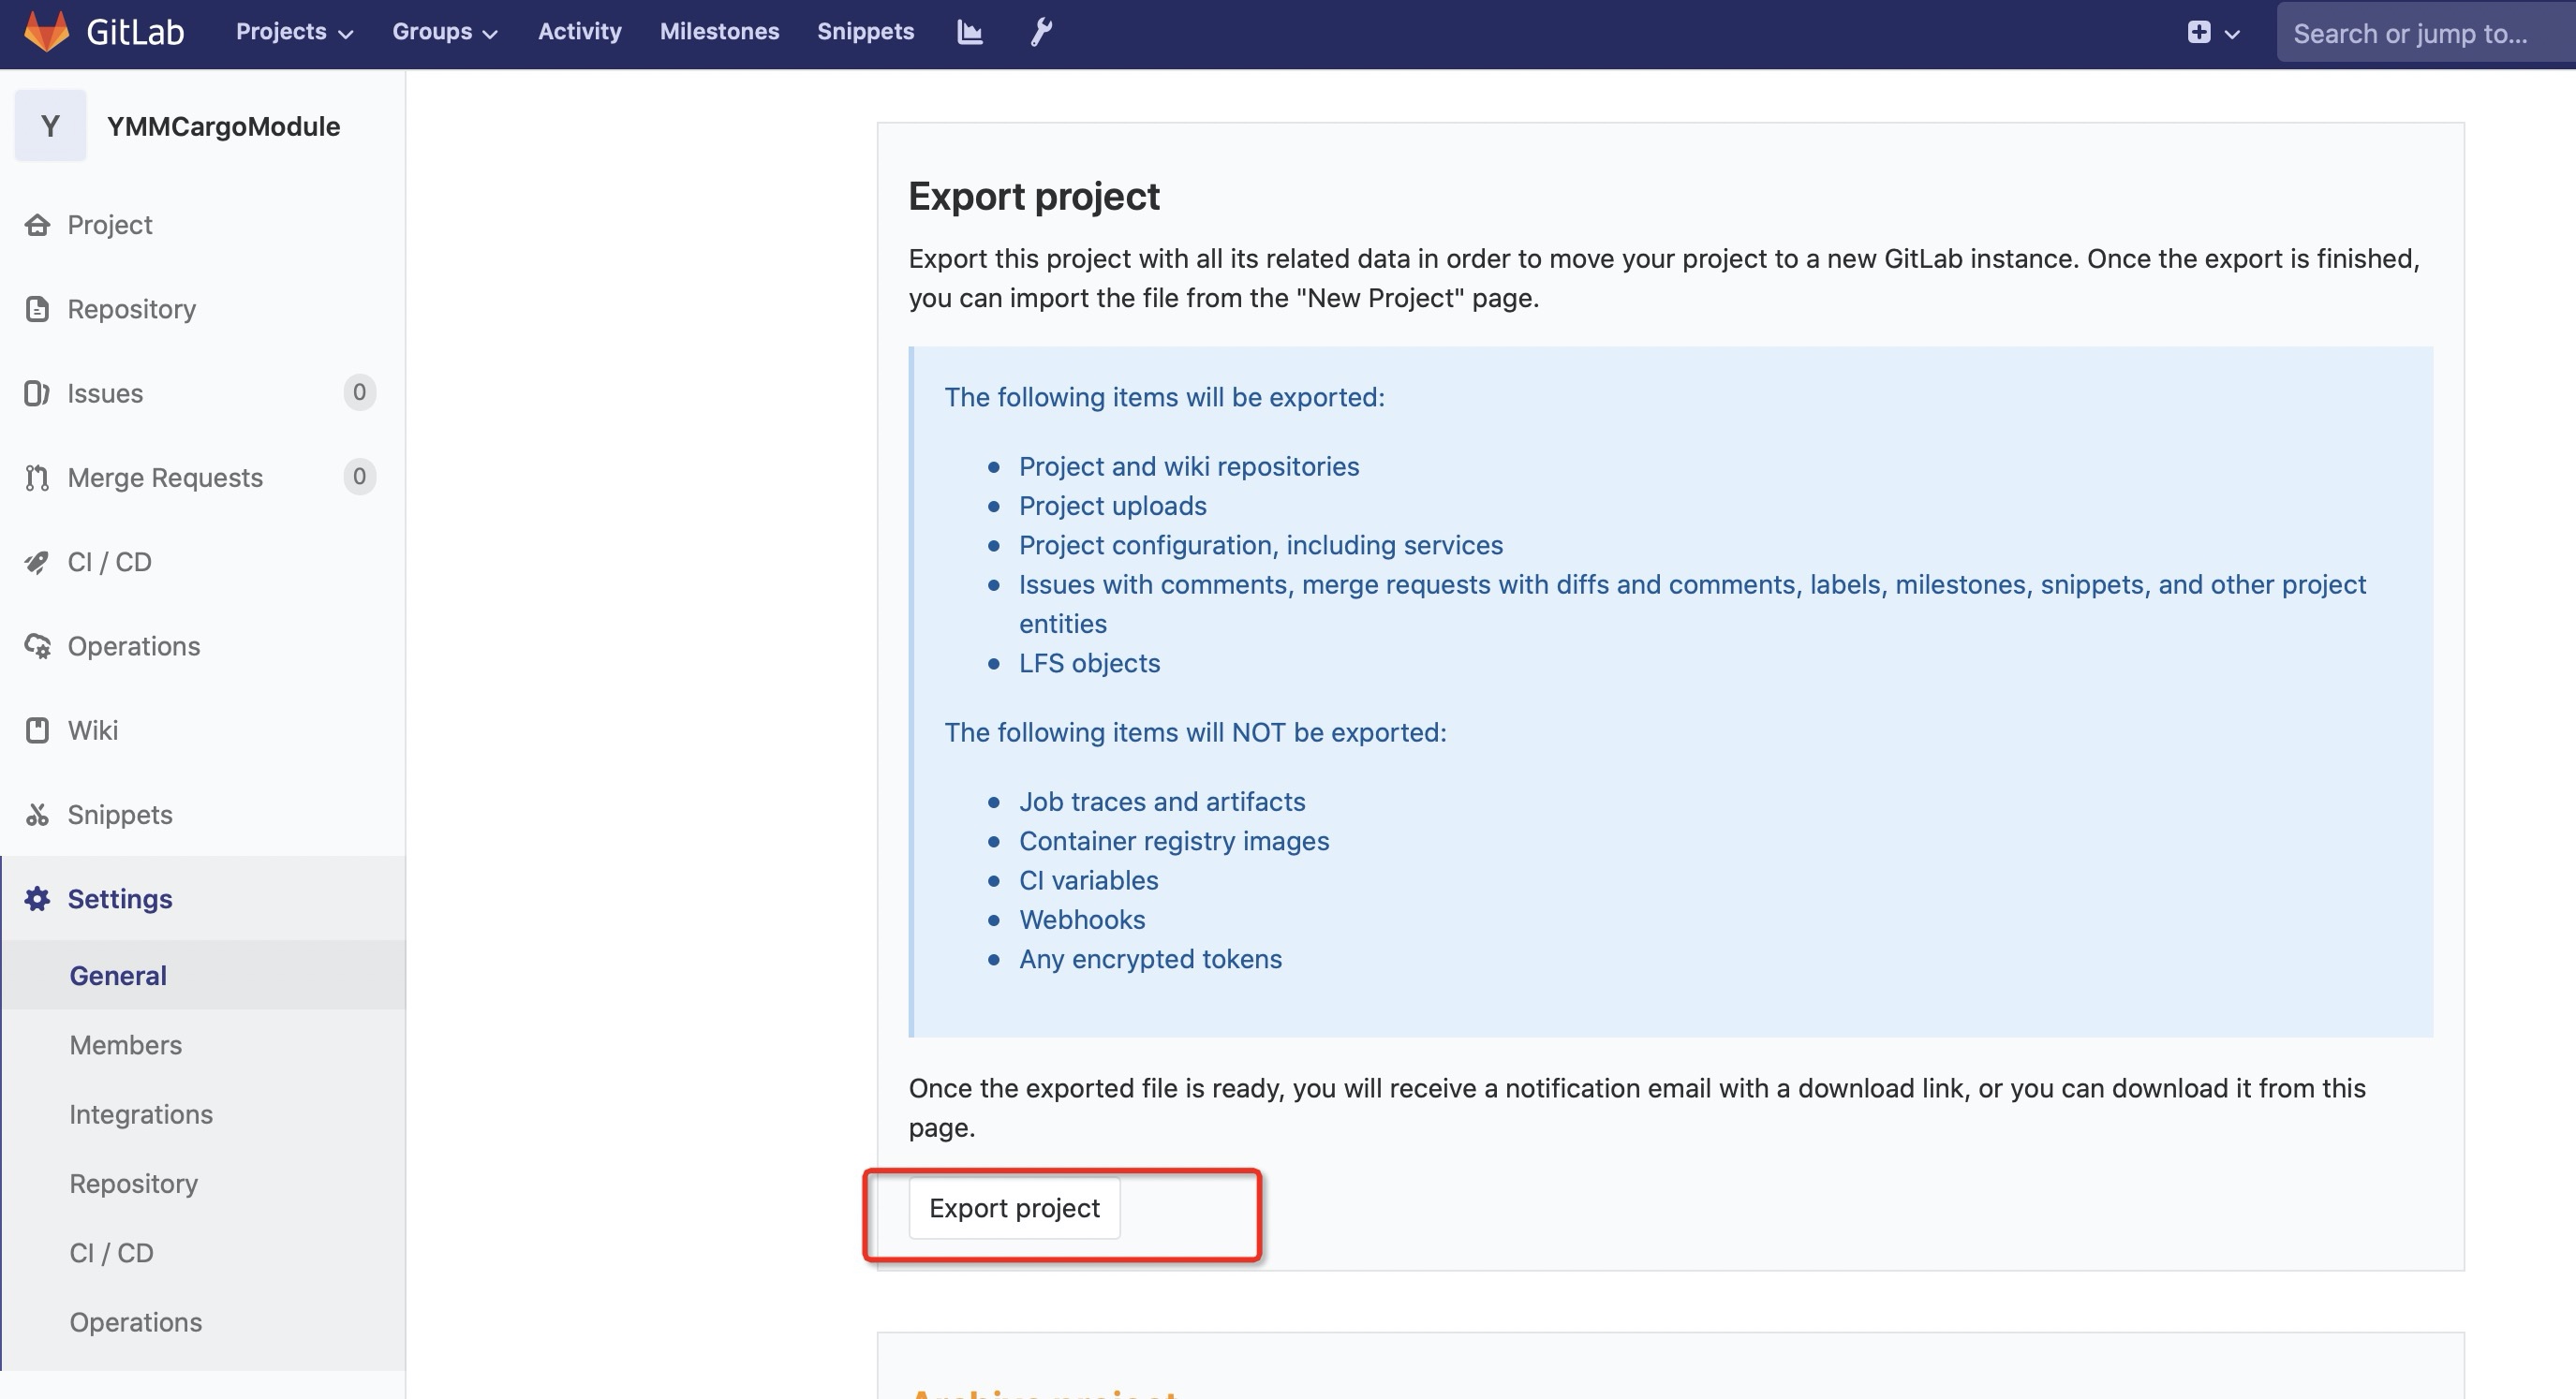 GitLab
Projects
Groups
Activity
Milestones
Snippets
Search or jump to...
Y
YMMCargoModule
Project
Repository
Issues
0
Merge Requests
0
CI / CD
Operations
Wiki
Snippets
Settings
General
Members
Integrations
Repository
CI / CD
Operations
Export project
Export this project with all its related data in order to move your project to a new GitLab instance. Once the export is finished,
you can import the file from the "New Project" page.
The following items will be exported:
Project and wiki repositories
Project uploads
Project configuration, including services
Issues with comments, merge requests with diffs and comments, labels, milestones, snippets, and other project
entities
LFS objects
The following items will NOT be exported:
Job traces and artifacts
Container registry images
CI variables
Webhooks
Any encrypted tokens
Once the exported file is ready, you will receive a notification email with a download link, or you can download it from this
page.
Export project
Archive project